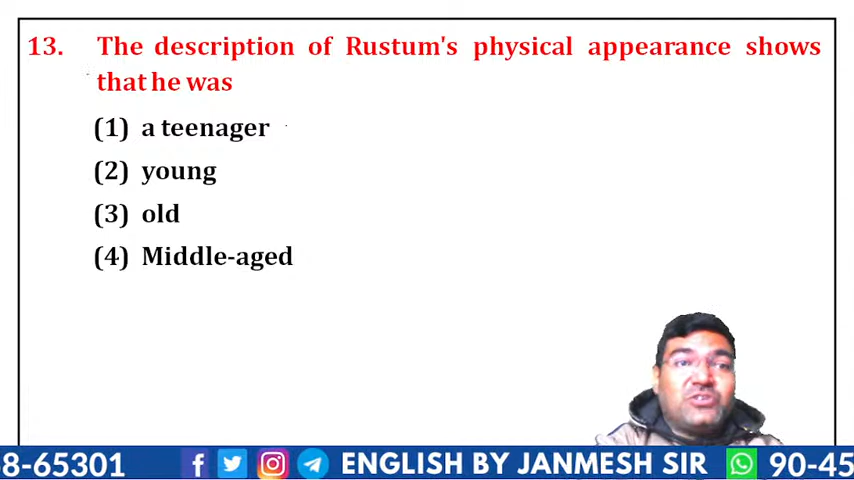 13. The description of Rustum's physical appearance shows
that he was
(1) a teenager
(2) young
(3) old
(4) Middle-aged
8-65301 ENGLISH BY JANMESH SIR 90-45